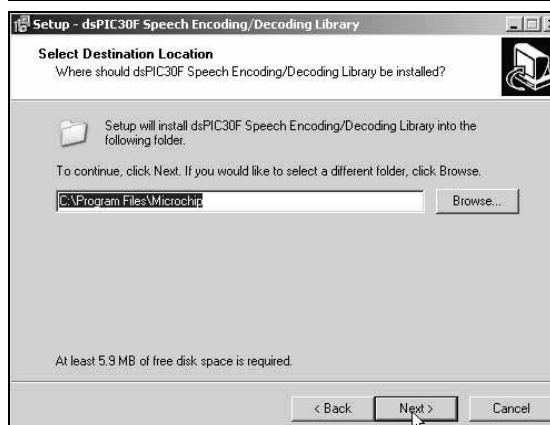 Setup - dsPIC30F Speech Encoding/Decoding Library
Select Destination Location
Where should dsPIC30F Speech Encoding/Decoding Library be installed?
Setup will install dsPIC30F Speech Encoding/Decoding Library into the
following folder.
To continue, click Next. If you would like to select a different folder, click Browse.
C:\Program Files\Microchip
Browse...
At least 5.9 MB of free disk space is required.
< Back
Next >
Cancel